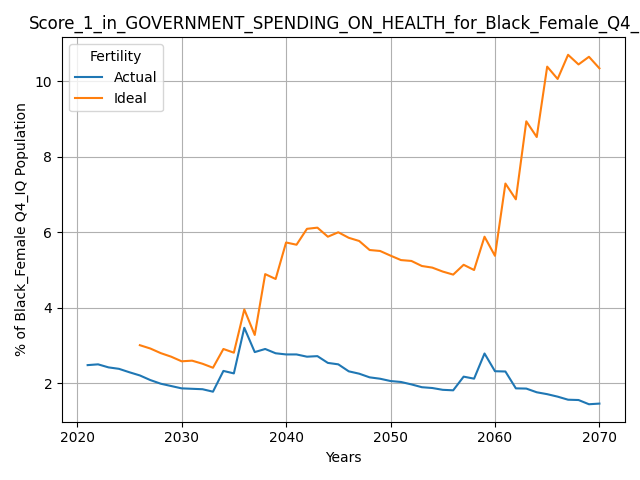 Score_1_in_GOVERNMENT_SPENDING_ON_HEALTH_for_Black_Female_Q4_
Fertility
Actual
Ideal
% of Black_Female Q4_IQ Population
10
8
6
4
2
2020 2030 2040 2050 2060 2070
Years